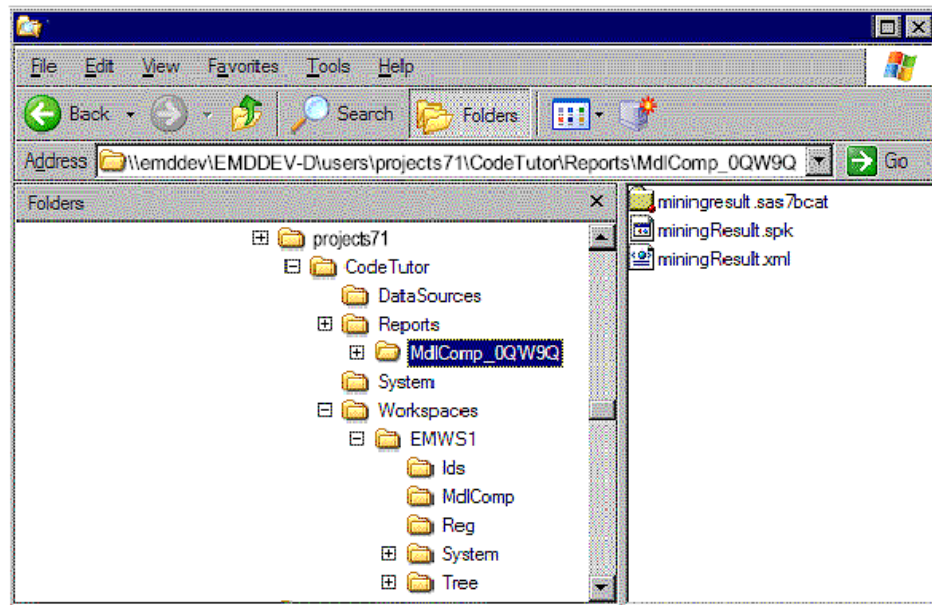 File Edit View Favorites Tools Help
Back Search Folders
Address \\emddev\EMDDEV-D\users\projects71\CodeTutor\Reports\MdlComp_0QW9Q Go
Folders
projects71
CodeTutor
DataSources
Reports
MdlComp_0QW9Q
System
Workspaces
EMWS1
Ids
MdlComp
Reg
System
Tree
miningresult.sas7bcat
miningResult.spk
miningResult.xml